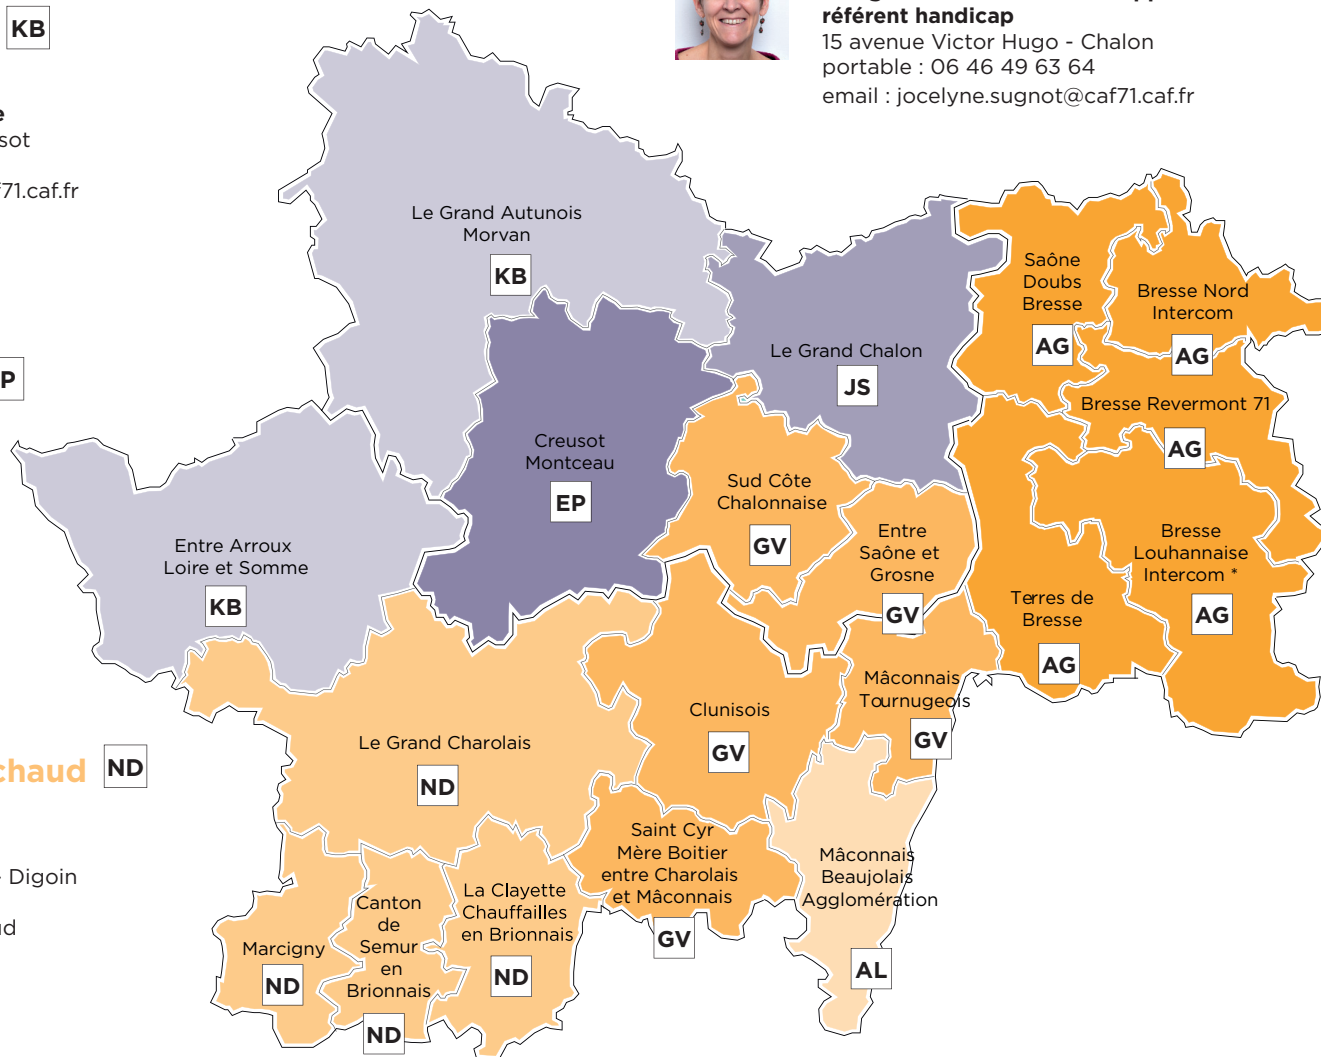 KB
référent handicap
15 avenue Victor Hugo - Chalon
portable : 06 46 49 63 64
email : jocelyne.sugnot@caf71.caf.fr
71.caf.fr
Le Grand Autunois
Morvan
KB
Saône
Doubs
Bresse
AG
Bresse Nord
Intercom
AG
Le Grand Chalon
JS
P
Bresse Revermont 71
AG
Creusot
Montceau
EP
Sud Côte
Chalonnaise
GV
Entre
Saône et
Grosne
GV
Bresse
Louhannaise
Intercom *
AG
Entre Arroux
Loire et Somme
KB
Terres de
Bresse
AG
Mâconnais
Tournugeois
GV
Clunisois
GV
Le Grand Charolais
ND
chaud ND
Saint Cyr
Mère Boitier
entre Charolais
et Mâconnais
GV
Mâconnais
Beaujolais
Agglomération
AL
- Digoin
La Clayette
Chauffailles
en Brionnais
ND
Canton
de
Semur
en
Brionnais
ND
Marcigny
ND